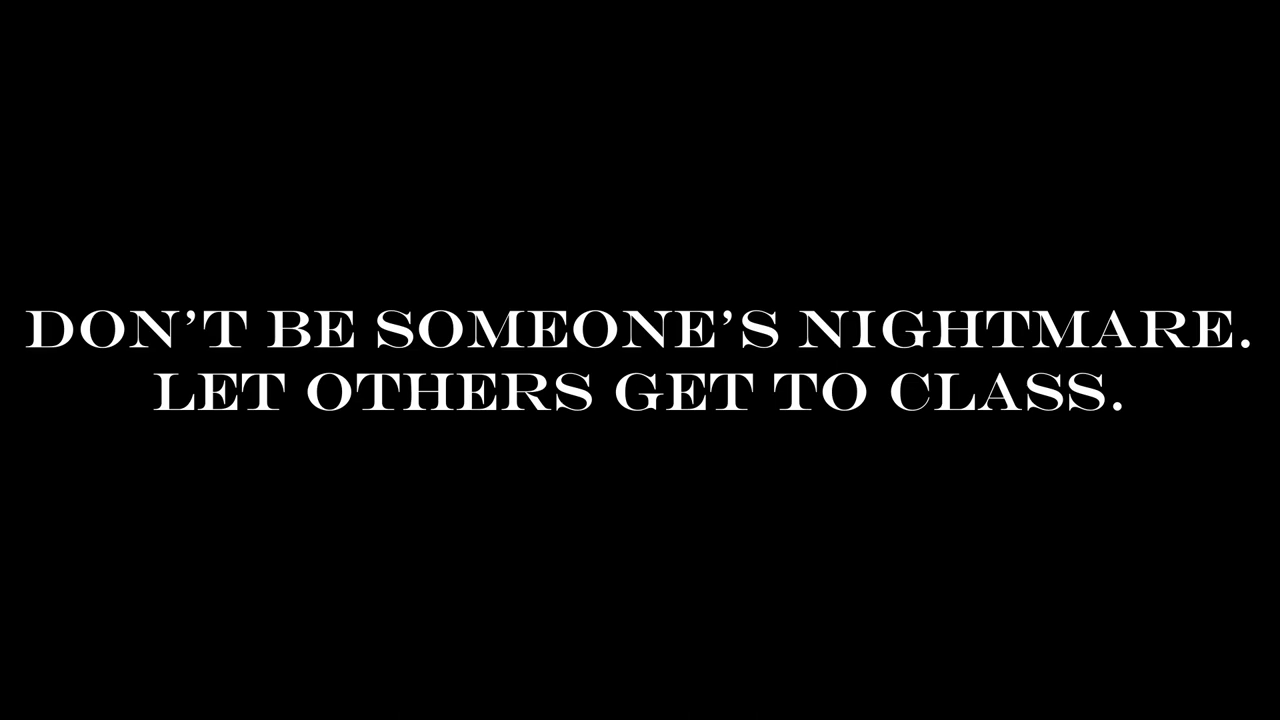 DON’T BE SOMEONE’S NIGHTMARE.
LET OTHERS GET TO CLASS.